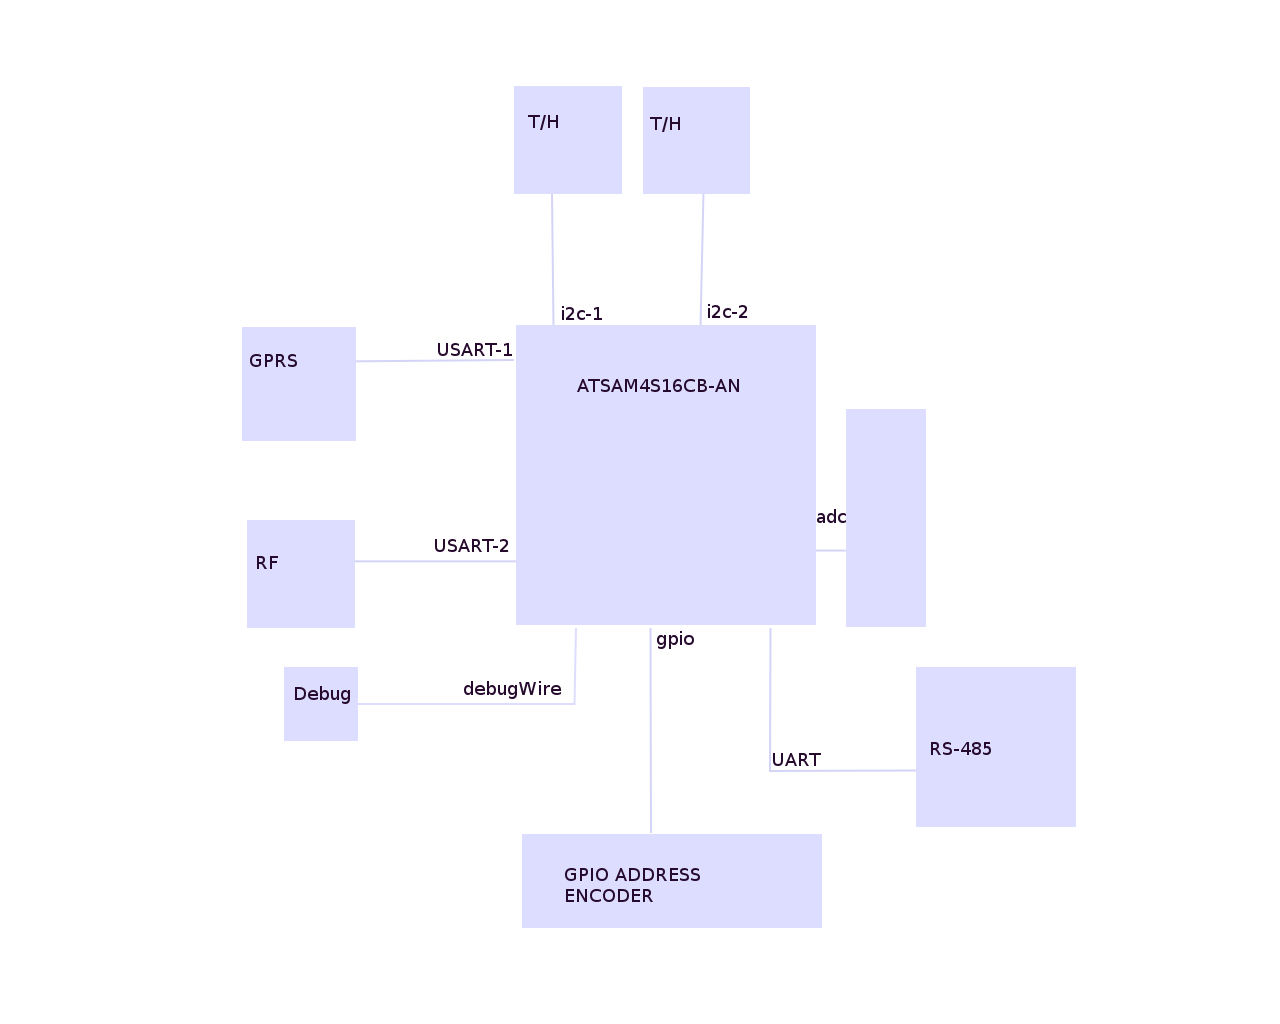 T/H
T/H
i2c-1
i2c-2
USART-1
GPRS
ATSAM4S16CB-AN
adc
USART-2
RF
gpio
debugWire
Debug
RS-485
UART
GPIO ADDRESS
ENCODER